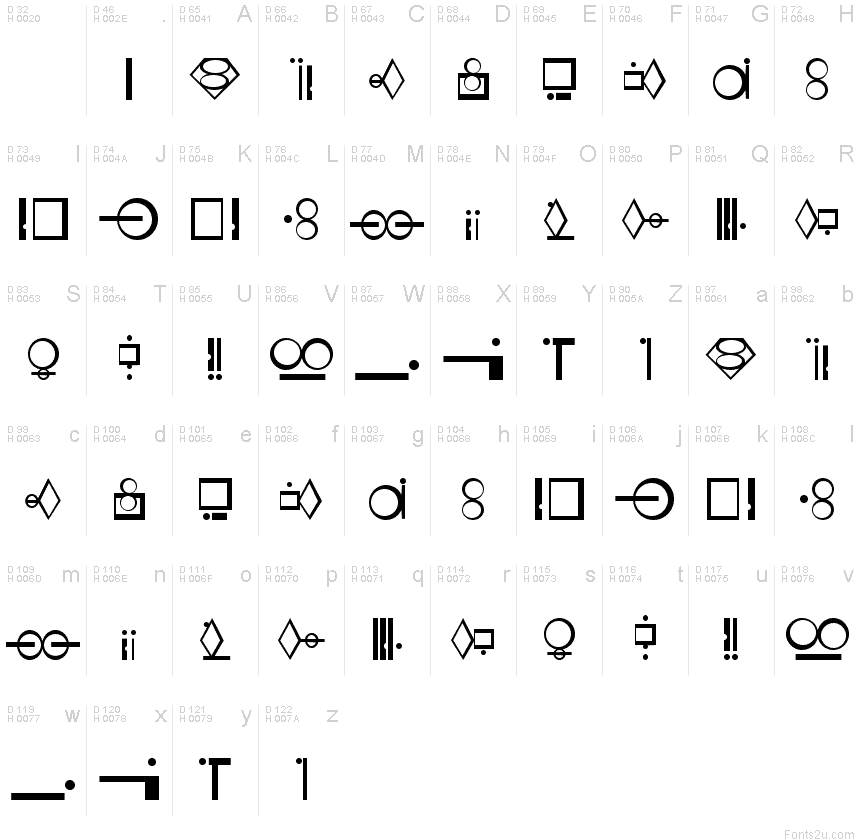 D 32 D 46 D 65 D 66 D 67 D 68 D 69 D 70 D 71 D 72
H 0020 H 002E . H 0041 A H 0042 B H 0043 C H 0044 D H 0045 E H 0046 F H 0047 G H 0048 H
D 73 D 74 D 75 D 76 D 77 D 78 D 79 D 80 D 81 D 82
H 0049 I H 004A J H 004B K H 004C L H 004D M H 004E N H 004F O H 0050 P H 0051 Q H 0052 R
D 83 D 84 D 85 D 86 D 87 D 88 D 89 D 90 D 97 D 98
H 0053 S H 0054 T H 0055 U H 0056 V H 0057 W H 0058 X H 0059 Y H 005A Z H 0061 a H 0062 b
D 99 D 100 D 101 D 102 D 103 D 104 D 105 D 106 D 107 D 108
H 0063 c H 0064 d H 0065 e H 0066 f H 0067 g H 0068 h H 0069 i H 006A j H 006B k H 006C l
D 109 D 110 D 111 D 112 D 113 D 114 D 115 D 116 D 117 D 118
H 006D m H 006E n H 006F o H 0070 p H 0071 q H 0072 r H 0073 s H 0074 t H 0075 u H 0076 v
D 119 D 120 D 121 D 122
H 0077 w H 0078 x H 0079 y H 007A z
Fonts2u.com